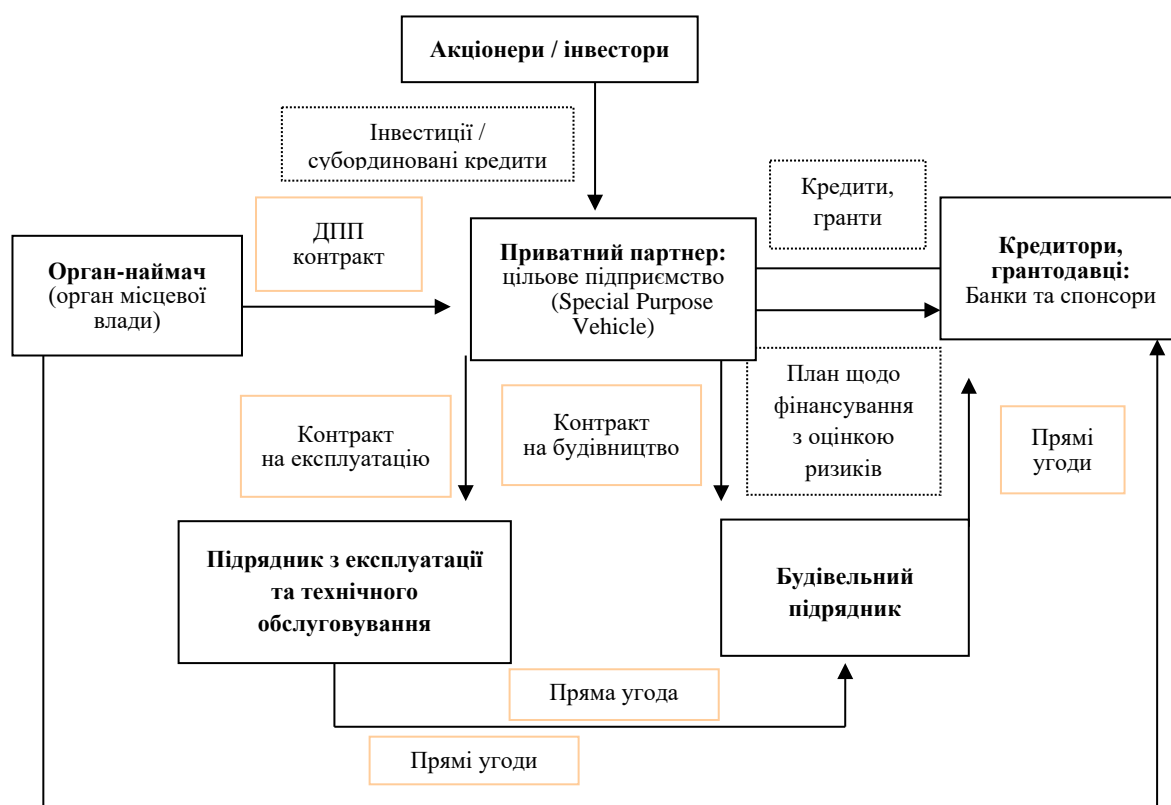 Акціонери / інвестори
Інвестиції /
субординовані кредити
Кредити,
гранти
ДПП
контракт
Орган-наймач
(орган місцевої
влади)
Приватний партнер:
цільове підприємство
(Special Purpose
Vehicle)
Кредитори,
грантодавці:
Банки та спонсори
Контракт
на експлуатацію
Контракт
на будівництво
План щодо
фінансування
з оцінкою
ризиків
Прямі
угоди
Підрядник з експлуатації
та технічного
обслуговування
Будівельний
підрядник
Пряма угода
Прямі угоди